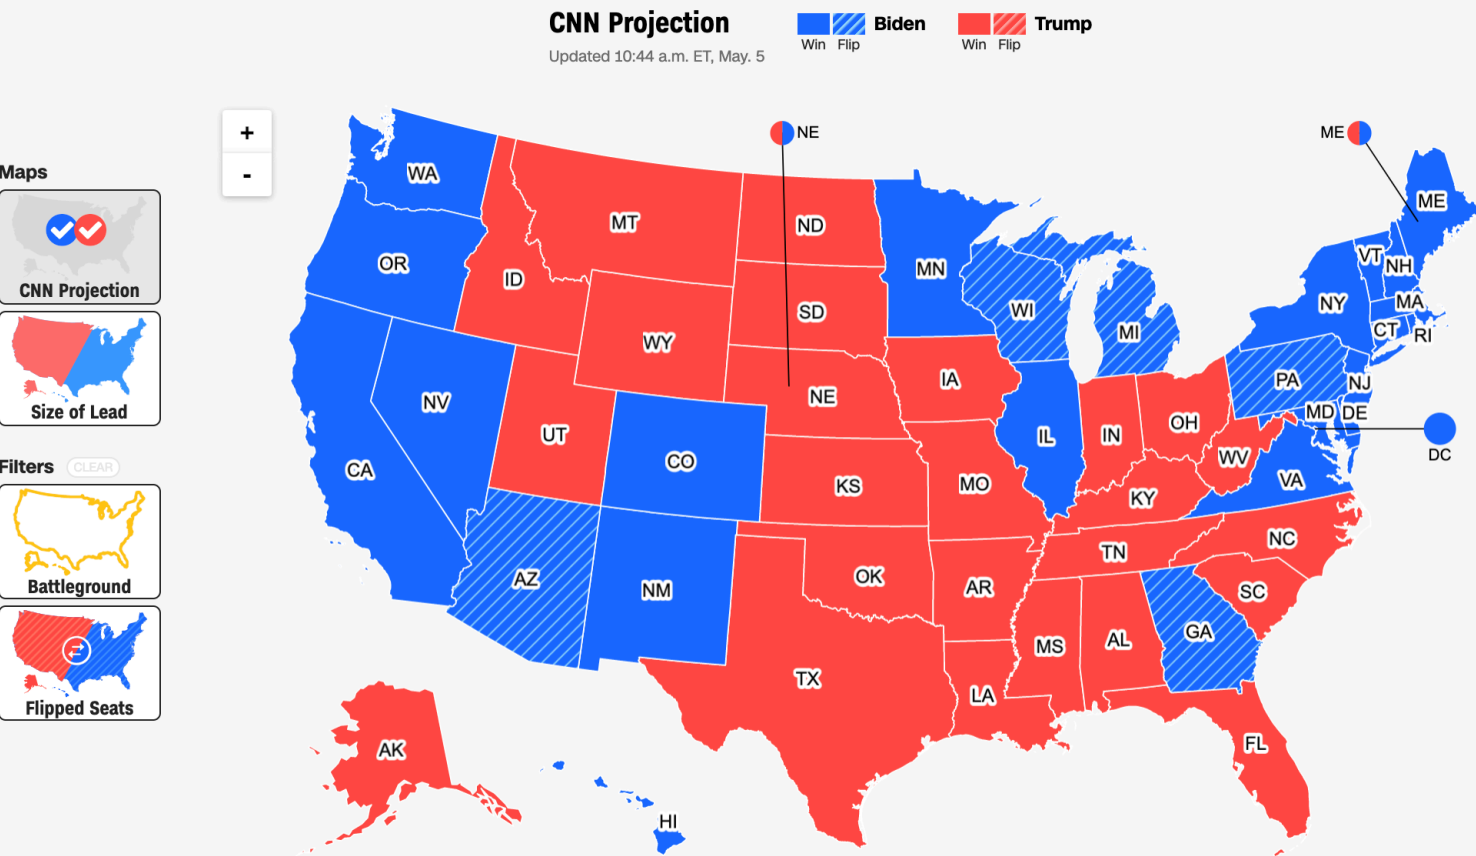 CNN Projection
Updated 10:44 a.m. ET, May. 5
Win Flip Biden
Win Flip Trump
+
-
Maps
CNN Projection
Size of Lead
Filters CLEAR
Battleground
Flipped Seats
NE
ME
WA
MT
ND
ME
OR
ID
MN
VT
NH
SD
WI
NY
MA
WY
MI
CT
RI
NV
NE
IA
PA
NJ
UT
CO
IL
IN
OH
MD
DE
CA
KS
MO
WV
DC
KY
VA
AZ
NM
OK
AR
TN
NC
SC
TX
MS
AL
GA
LA
AK
FL
HI